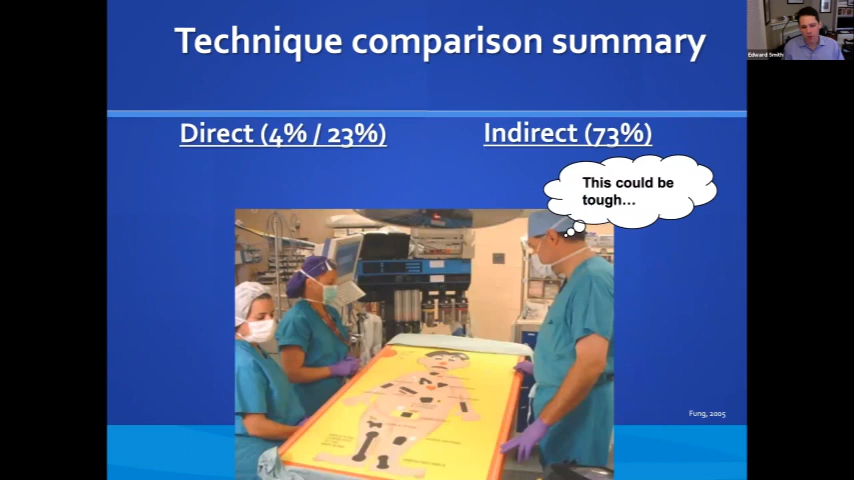 Technique comparison summary
Edward Smith
Direct (4% / 23%)
Indirect (73%)
This could be
tough…
Fung, 2005